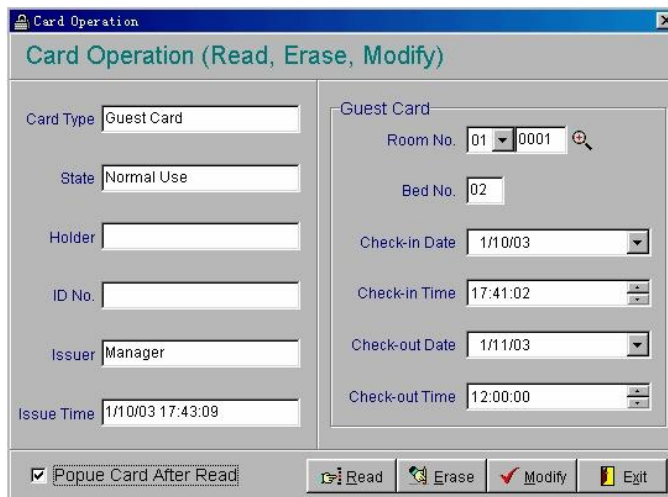 Card Operation
Card Operation (Read, Erase, Modify)
Card Type Guest Card
State Normal Use
Holder
ID No.
Issuer Manager
Issue Time 1/10/03 17:43:09
Guest Card
Room No. 01 0001
Bed No. 02
Check-in Date 1/10/03
Check-in Time 17:41:02
Check-out Date 1/11/03
Check-out Time 12:00:00
Popue Card After Read
Read Erase Modify Exit